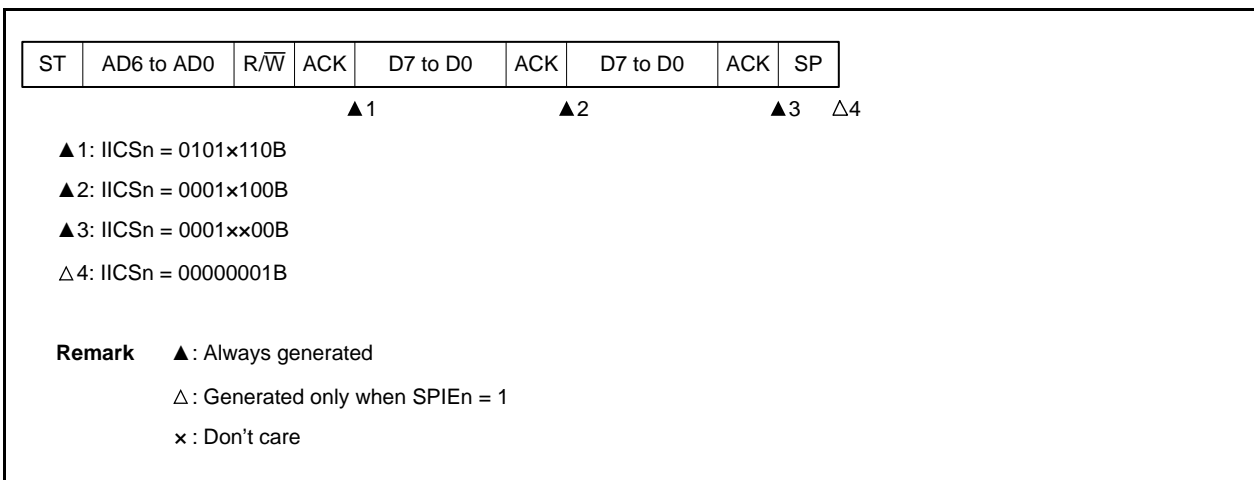 ST AD6 to AD0 R/W̅ ACK D7 to D0 ACK D7 to D0 ACK SP
▲1 ▲2 ▲3 △4
▲1: IICSn = 0101×110B
▲2: IICSn = 0001×100B
▲3: IICSn = 0001××00B
△4: IICSn = 00000001B
Remark ▲: Always generated
△: Generated only when SPIEn = 1
×: Don't care